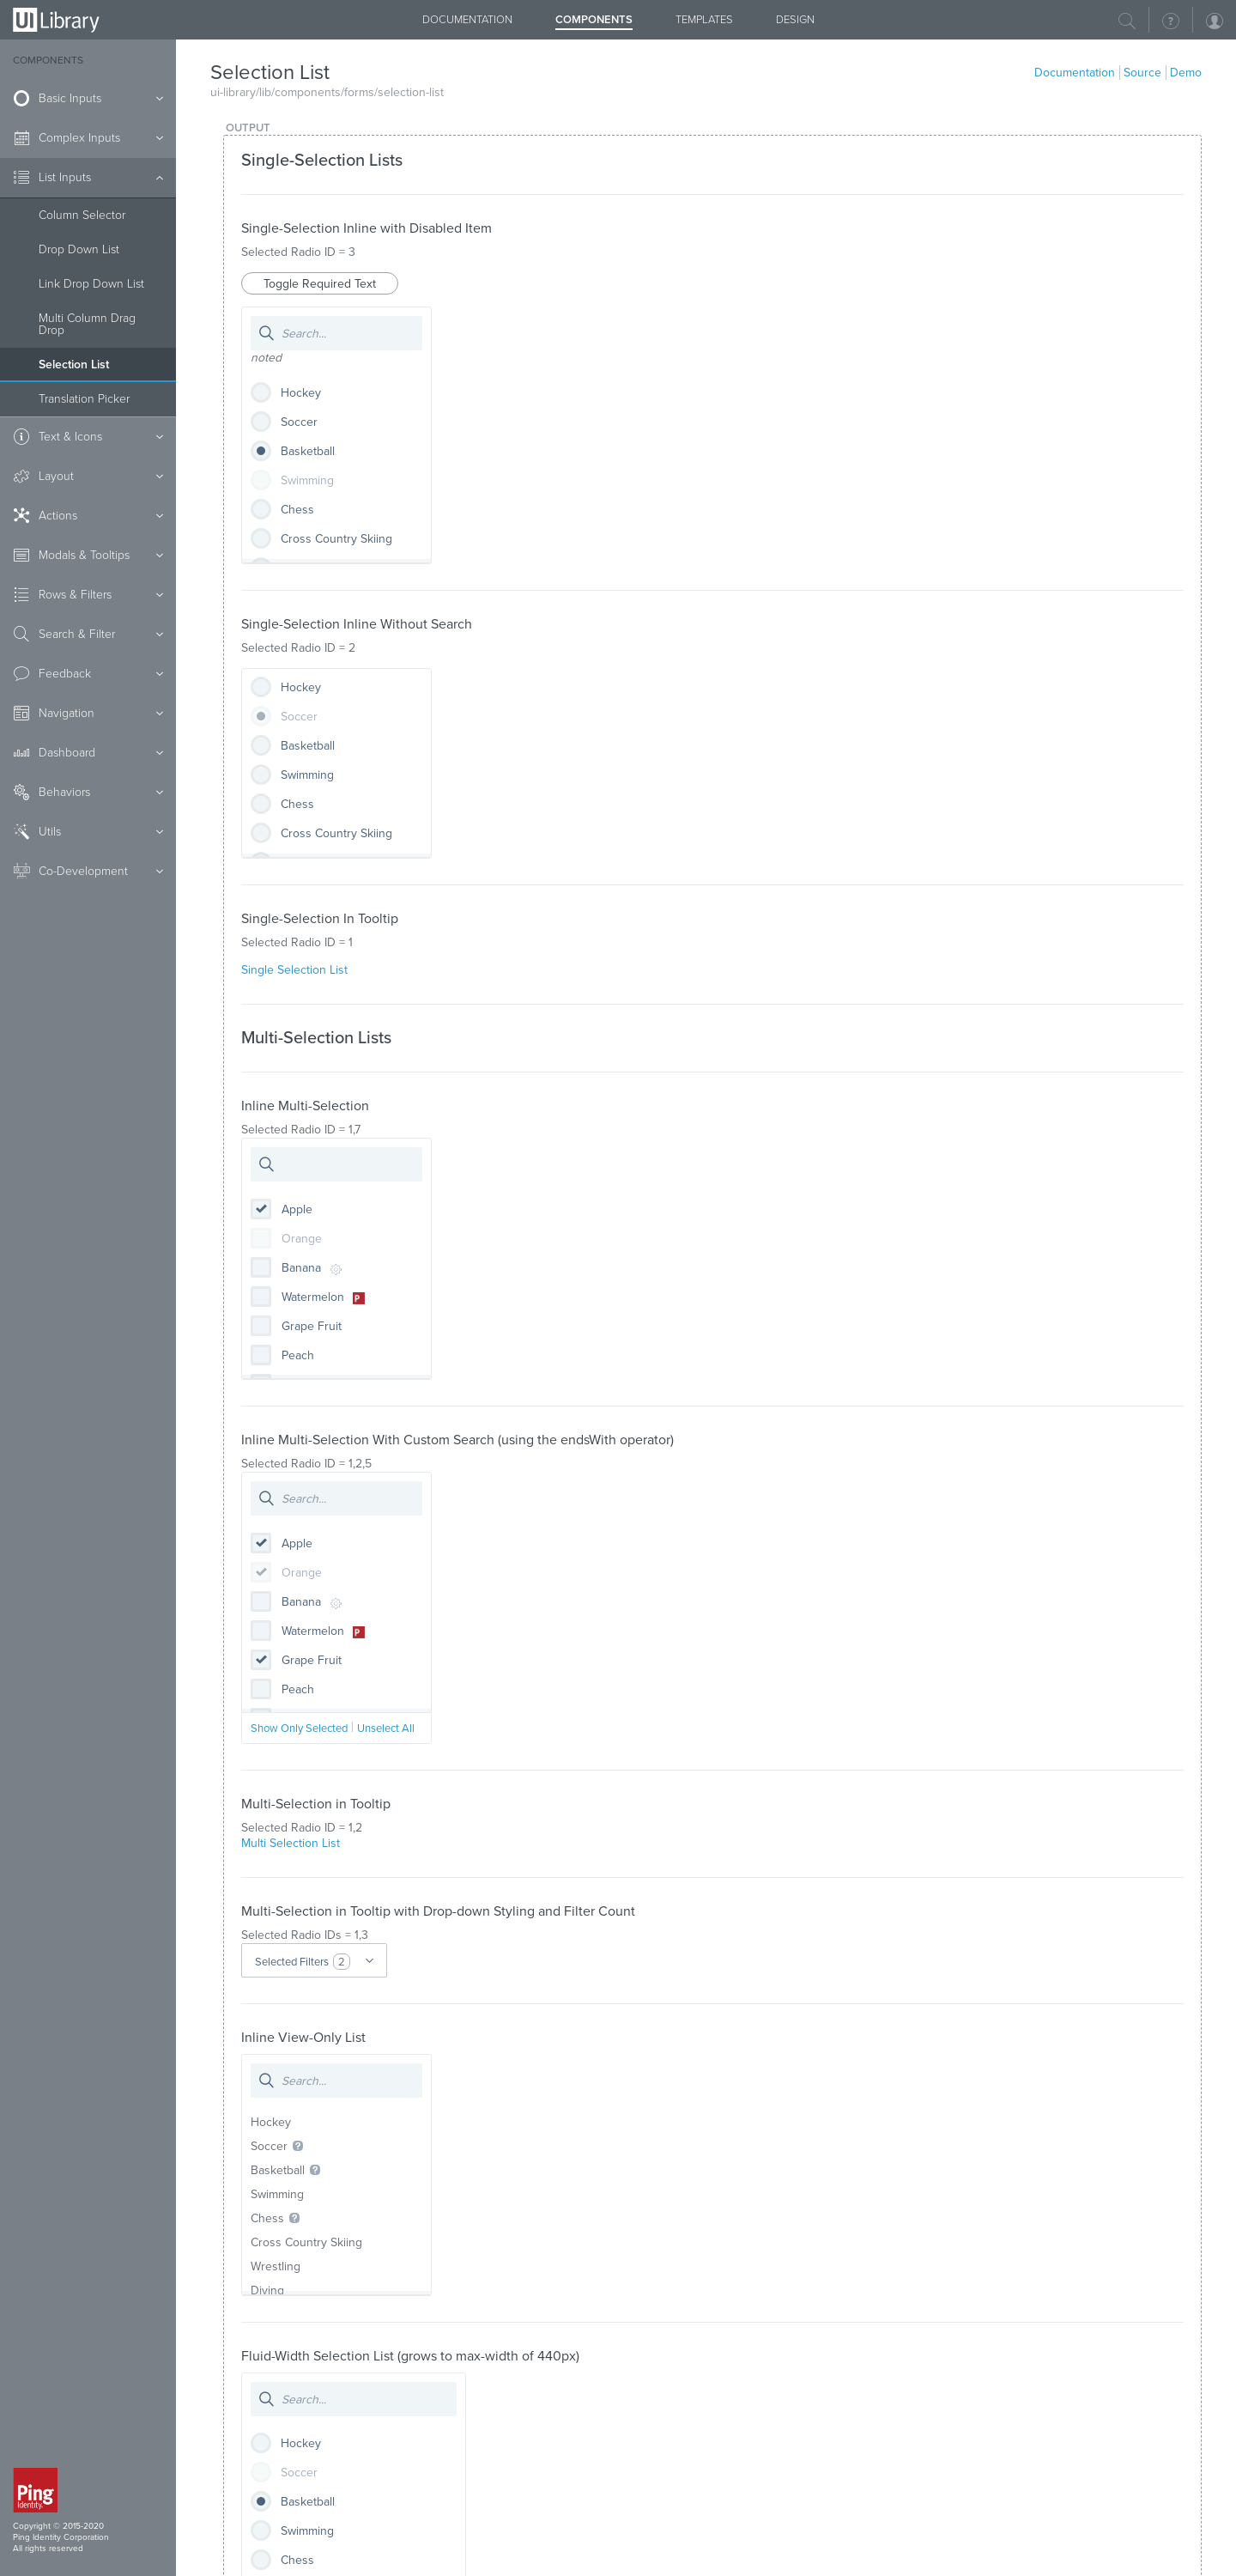 UI Library
DOCUMENTATION
COMPONENTS
TEMPLATES
DESIGN
COMPONENTS
Basic Inputs
Complex Inputs
List Inputs
Column Selector
Drop Down List
Link Drop Down List
Multi Column Drag
Drop
Selection List
Translation Picker
Text & Icons
Layout
Actions
Modals & Tooltips
Rows & Filters
Search & Filter
Feedback
Navigation
Dashboard
Behaviors
Utils
Co-Development
Ping
Identity.
Copyright © 2015-2020
Ping Identity Corporation
All rights reserved
Selection List
Documentation | Source | Demo
ui-library/lib/components/forms/selection-list
OUTPUT
Single-Selection Lists
Single-Selection Inline with Disabled Item
Selected Radio ID = 3
Toggle Required Text
Search...
noted
Hockey
Soccer
Basketball
Swimming
Chess
Cross Country Skiing
Single-Selection Inline Without Search
Selected Radio ID = 2
Hockey
Soccer
Basketball
Swimming
Chess
Cross Country Skiing
Single-Selection In Tooltip
Selected Radio ID = 1
Single Selection List
Multi-Selection Lists
Inline Multi-Selection
Selected Radio ID = 1,7
Apple
Orange
Banana
Watermelon P
Grape Fruit
Peach
Inline Multi-Selection With Custom Search (using the endsWith operator)
Selected Radio ID = 1,2,5
Search...
Apple
Orange
Banana
Watermelon P
Grape Fruit
Peach
Show Only Selected | Unselect All
Multi-Selection in Tooltip
Selected Radio ID = 1,2
Multi Selection List
Multi-Selection in Tooltip with Drop-down Styling and Filter Count
Selected Radio IDs = 1,3
Selected Filters 2
Inline View-Only List
Search...
Hockey
Soccer ?
Basketball ?
Swimming
Chess ?
Cross Country Skiing
Wrestling
Diving
Fluid-Width Selection List (grows to max-width of 440px)
Search...
Hockey
Soccer
Basketball
Swimming
Chess